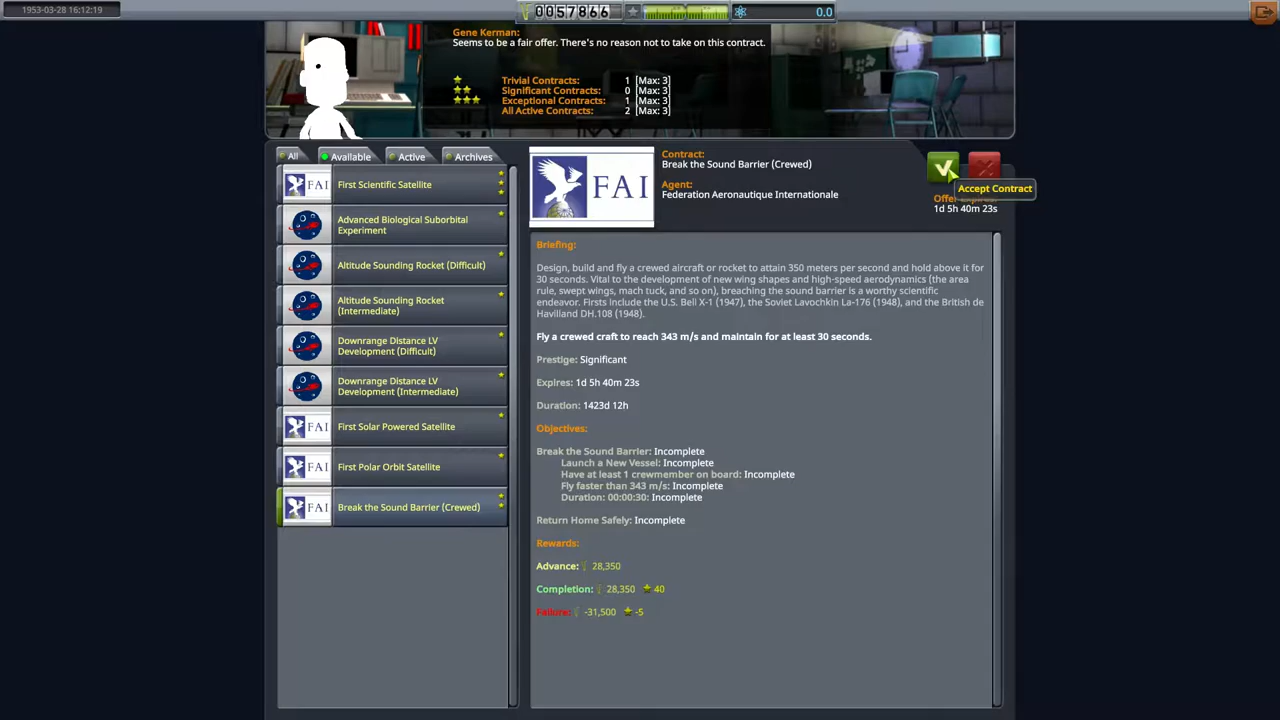 1953-03-28 16:12:19
0057866
0.0
Gene Kerman:
Seems to be a fair offer. There's no reason not to take on this contract.
Trivial Contracts: 1 [Max: 3]
Significant Contracts: 0 [Max: 3]
Exceptional Contracts: 1 [Max: 3]
All Active Contracts: 2 [Max: 3]
All
Available
Active
Archives
FAI
First Scientific Satellite
Advanced Biological Suborbital
Experiment
Altitude Sounding Rocket (Difficult)
Altitude Sounding Rocket
(Intermediate)
Downrange Distance LV
Development (Difficult)
Downrange Distance LV
Development (Intermediate)
FAI
First Solar Powered Satellite
FAI
First Polar Orbit Satellite
FAI
Break the Sound Barrier (Crewed)
FAI
Contract:
Break the Sound Barrier (Crewed)
Agent:
Federation Aeronautique Internationale
Accept Contract
1d 5h 40m 23s
Briefing:
Design, build and fly a crewed aircraft or rocket to attain 350 meters per second and hold above it for
30 seconds. Vital to the development of new wing shapes and high-speed aerodynamics (the area
rule, swept wings, mach tuck, and so on), breaching the sound barrier is a worthy scientific
endeavor. Firsts include the U.S. Bell X-1 (1947), the Soviet Lavochkin La-176 (1948), and the British de
Havilland DH.108 (1948).
Fly a crewed craft to reach 343 m/s and maintain for at least 30 seconds.
Prestige: Significant
Expires: 1d 5h 40m 23s
Duration: 1423d 12h
Objectives:
Break the Sound Barrier: Incomplete
Launch a New Vessel: Incomplete
Have at least 1 crewmember on board: Incomplete
Fly faster than 343 m/s: Incomplete
Duration: 00:00:30: Incomplete
Return Home Safely: Incomplete
Rewards:
Advance: 28,350
Completion: 28,350 40
Failure: -31,500 -5